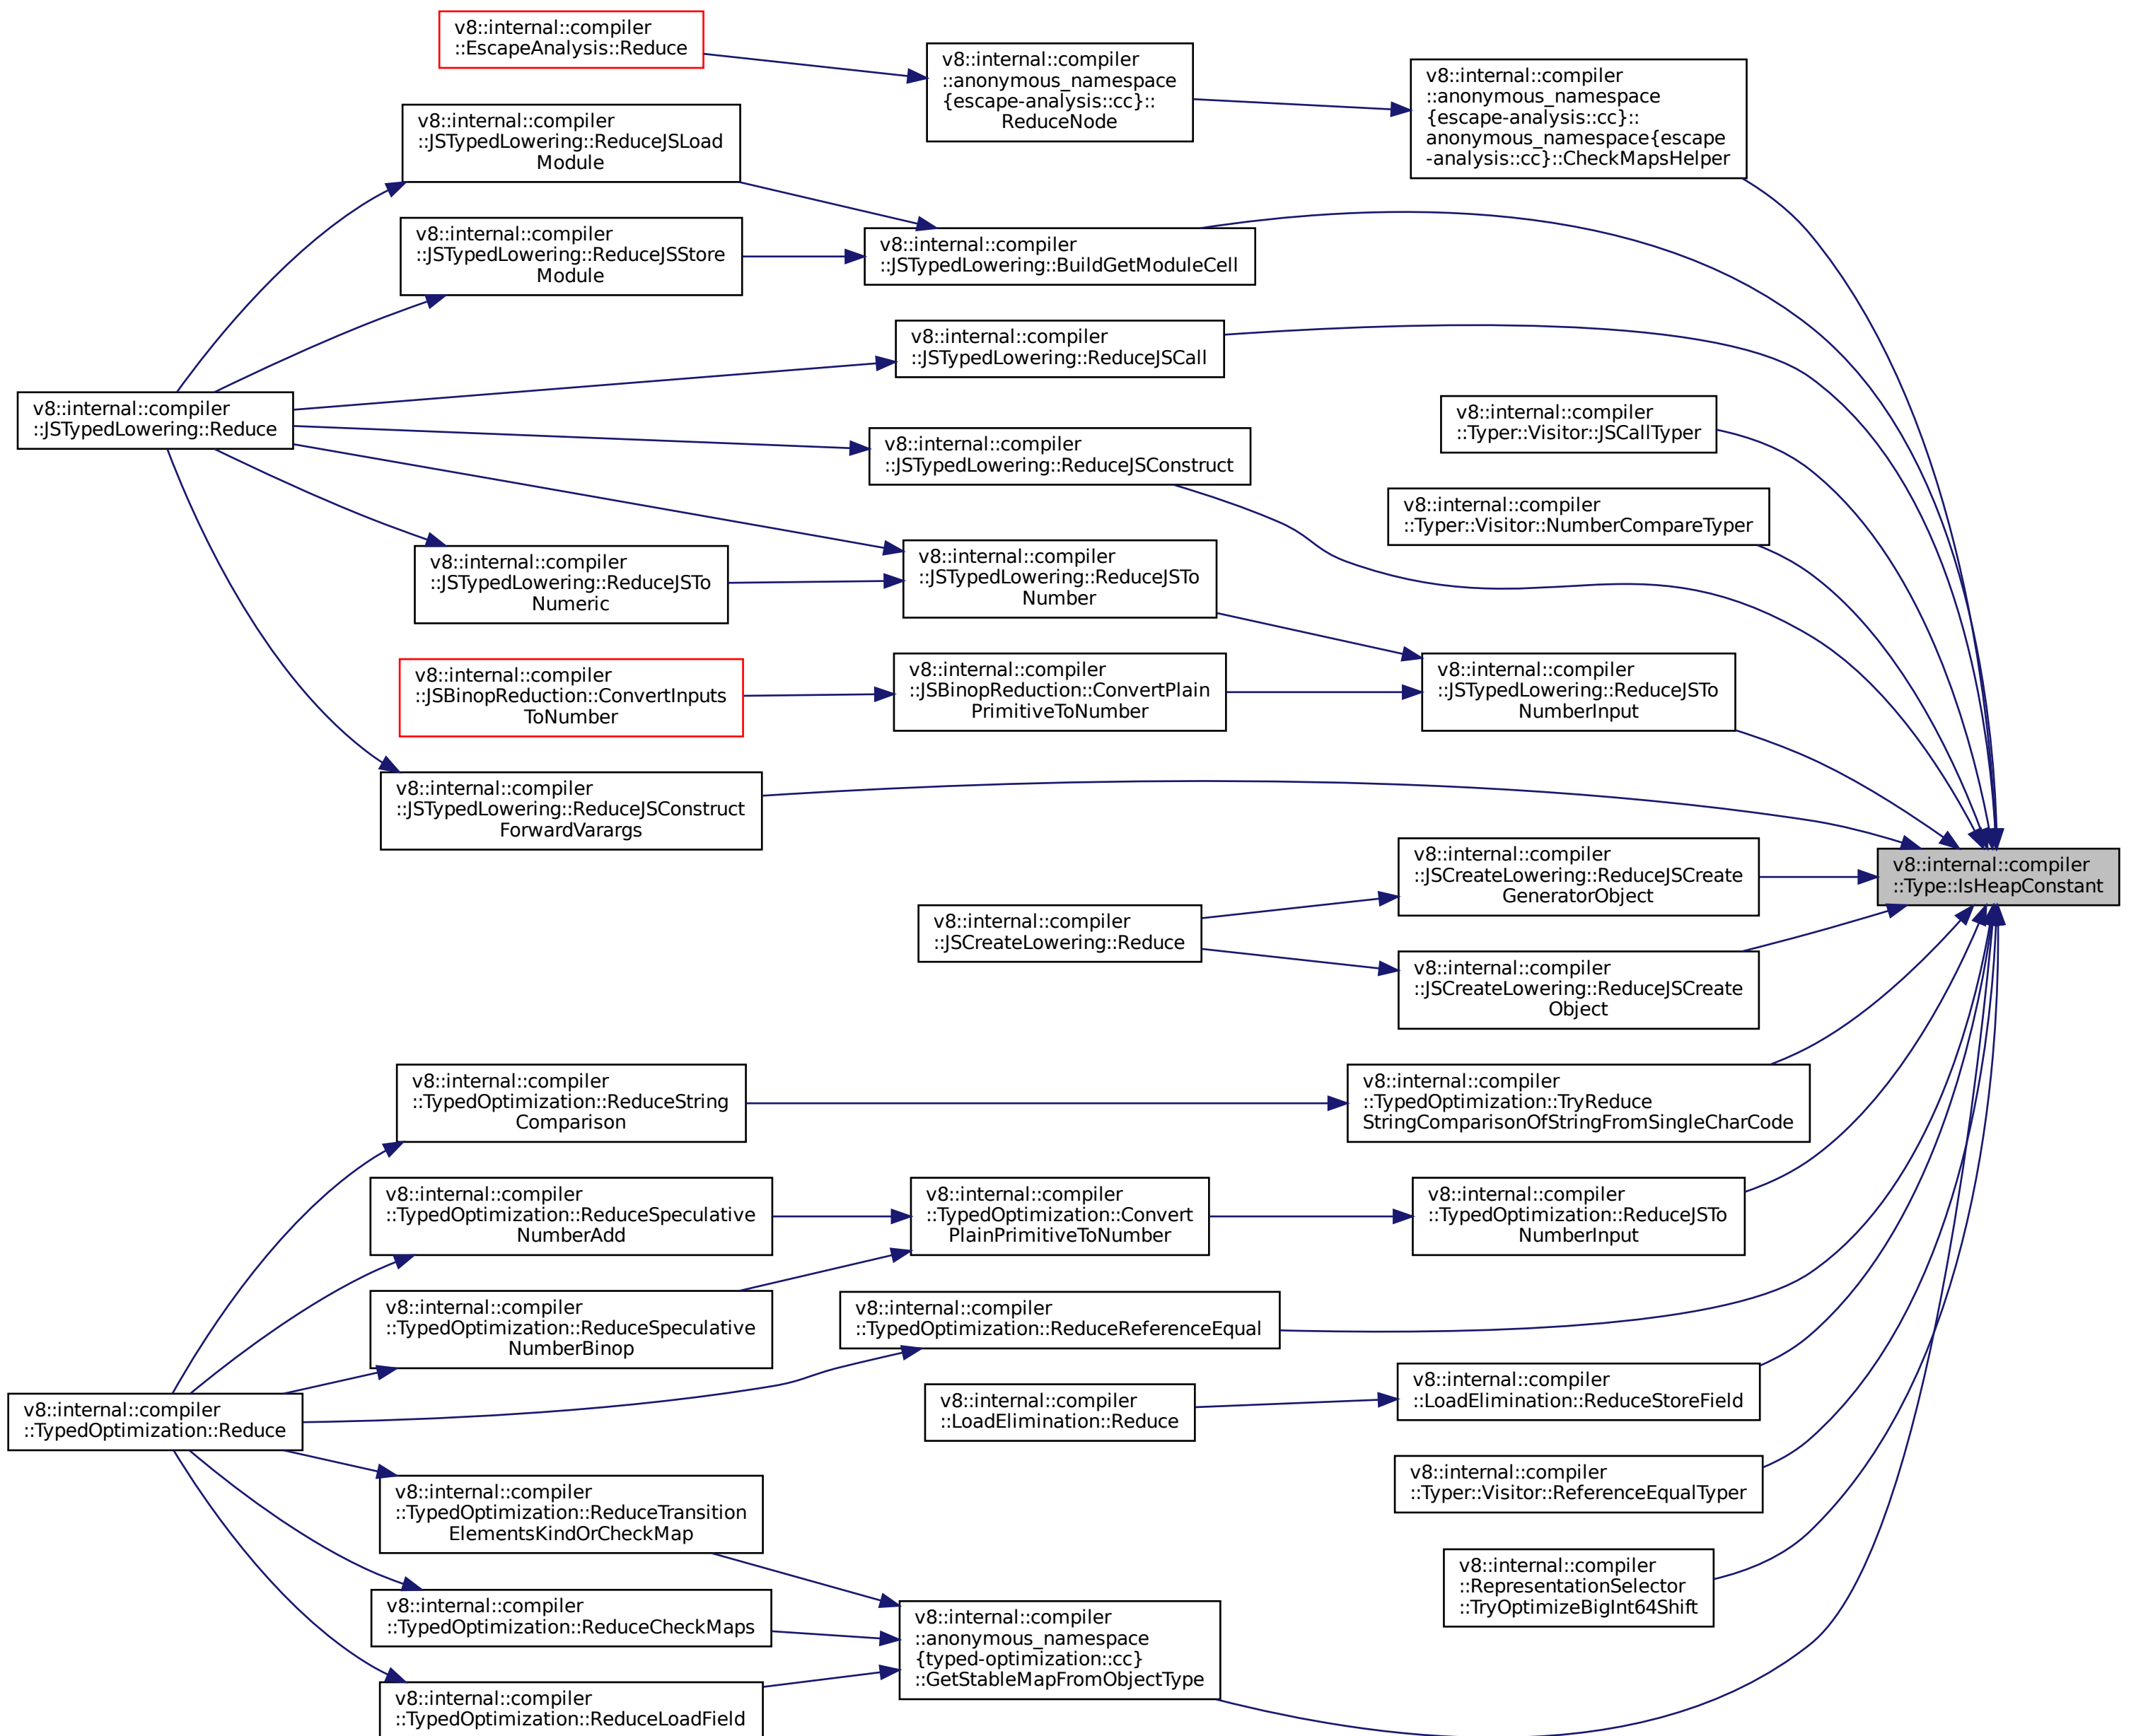 v8::internal::compiler
::EscapeAnalysis::Reduce
v8::internal::compiler
::anonymous_namespace
{escape-analysis::cc}::
ReduceNode
v8::internal::compiler
::anonymous_namespace
{escape-analysis::cc}::
anonymous_namespace{escape
-analysis::cc}::CheckMapsHelper
v8::internal::compiler
::JSTypedLowering::ReduceJSLoad
Module
v8::internal::compiler
::JSTypedLowering::ReduceJSStore
Module
v8::internal::compiler
::JSTypedLowering::BuildGetModuleCell
v8::internal::compiler
::JSTypedLowering::ReduceJSCall
v8::internal::compiler
::JSTypedLowering::Reduce
v8::internal::compiler
::Typer::Visitor::JSCallTyper
v8::internal::compiler
::JSTypedLowering::ReduceJSConstruct
v8::internal::compiler
::Typer::Visitor::NumberCompareTyper
v8::internal::compiler
::JSTypedLowering::ReduceJSTo
Numeric
v8::internal::compiler
::JSTypedLowering::ReduceJSTo
Number
v8::internal::compiler
::JSBinopReduction::ConvertInputs
ToNumber
v8::internal::compiler
::JSBinopReduction::ConvertPlain
PrimitiveToNumber
v8::internal::compiler
::JSTypedLowering::ReduceJSTo
NumberInput
v8::internal::compiler
::JSTypedLowering::ReduceJSConstruct
ForwardVarargs
v8::internal::compiler
::JSCreateLowering::ReduceJSCreate
GeneratorObject
v8::internal::compiler
::Type::IsHeapConstant
v8::internal::compiler
::JSCreateLowering::Reduce
v8::internal::compiler
::JSCreateLowering::ReduceJSCreate
Object
v8::internal::compiler
::TypedOptimization::ReduceString
Comparison
v8::internal::compiler
::TypedOptimization::TryReduce
StringComparisonOfStringFromSingleCharCode
v8::internal::compiler
::TypedOptimization::ReduceSpeculative
NumberAdd
v8::internal::compiler
::TypedOptimization::Convert
PlainPrimitiveToNumber
v8::internal::compiler
::TypedOptimization::ReduceJSTo
NumberInput
v8::internal::compiler
::TypedOptimization::ReduceSpeculative
NumberBinop
v8::internal::compiler
::TypedOptimization::ReduceReferenceEqual
v8::internal::compiler
::TypedOptimization::Reduce
v8::internal::compiler
::LoadElimination::Reduce
v8::internal::compiler
::LoadElimination::ReduceStoreField
v8::internal::compiler
::Typer::Visitor::ReferenceEqualTyper
v8::internal::compiler
::TypedOptimization::ReduceTransition
ElementsKindOrCheckMap
v8::internal::compiler
::RepresentationSelector
::TryOptimizeBigInt64Shift
v8::internal::compiler
::TypedOptimization::ReduceCheckMaps
v8::internal::compiler
::anonymous_namespace
{typed-optimization::cc}
::GetStableMapFromObjectType
v8::internal::compiler
::TypedOptimization::ReduceLoadField